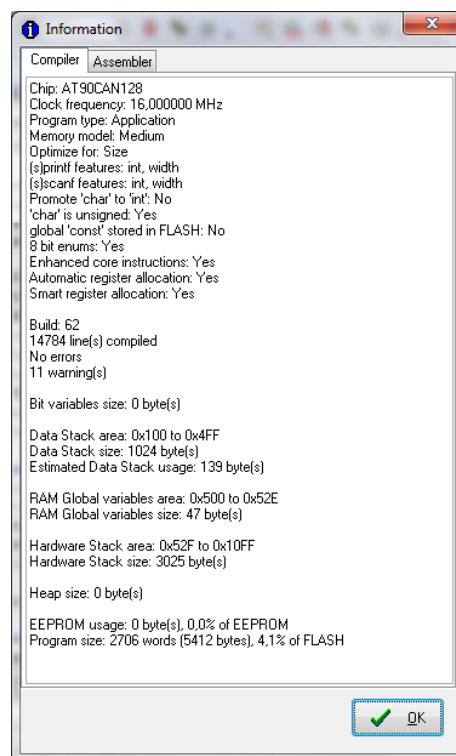 Information
Compiler
Assembler
Chip: AT90CAN128
Clock frequency: 16,000000 MHz
Program type: Application
Memory model: Medium
Optimize for: Size
(s)printf features: int, width
(s)scanf features: int, width
Promote 'char' to 'int': No
'char' is unsigned: Yes
global 'const' stored in FLASH: No
8 bit enums: Yes
Enhanced core instructions: Yes
Automatic register allocation: Yes
Smart register allocation: Yes
Build: 62
14784 line(s) compiled
No errors
11 warning(s)
Bit variables size: 0 byte(s)
Data Stack area: 0x100 to 0x4FF
Data Stack size: 1024 byte(s)
Estimated Data Stack usage: 139 byte(s)
RAM Global variables area: 0x500 to 0x52E
RAM Global variables size: 47 byte(s)
Hardware Stack area: 0x52F to 0x10FF
Hardware Stack size: 3025 byte(s)
Heap size: 0 byte(s)
EEPROM usage: 0 byte(s), 0,0% of EEPROM
Program size: 2706 words (5412 bytes), 4,1% of FLASH
OK